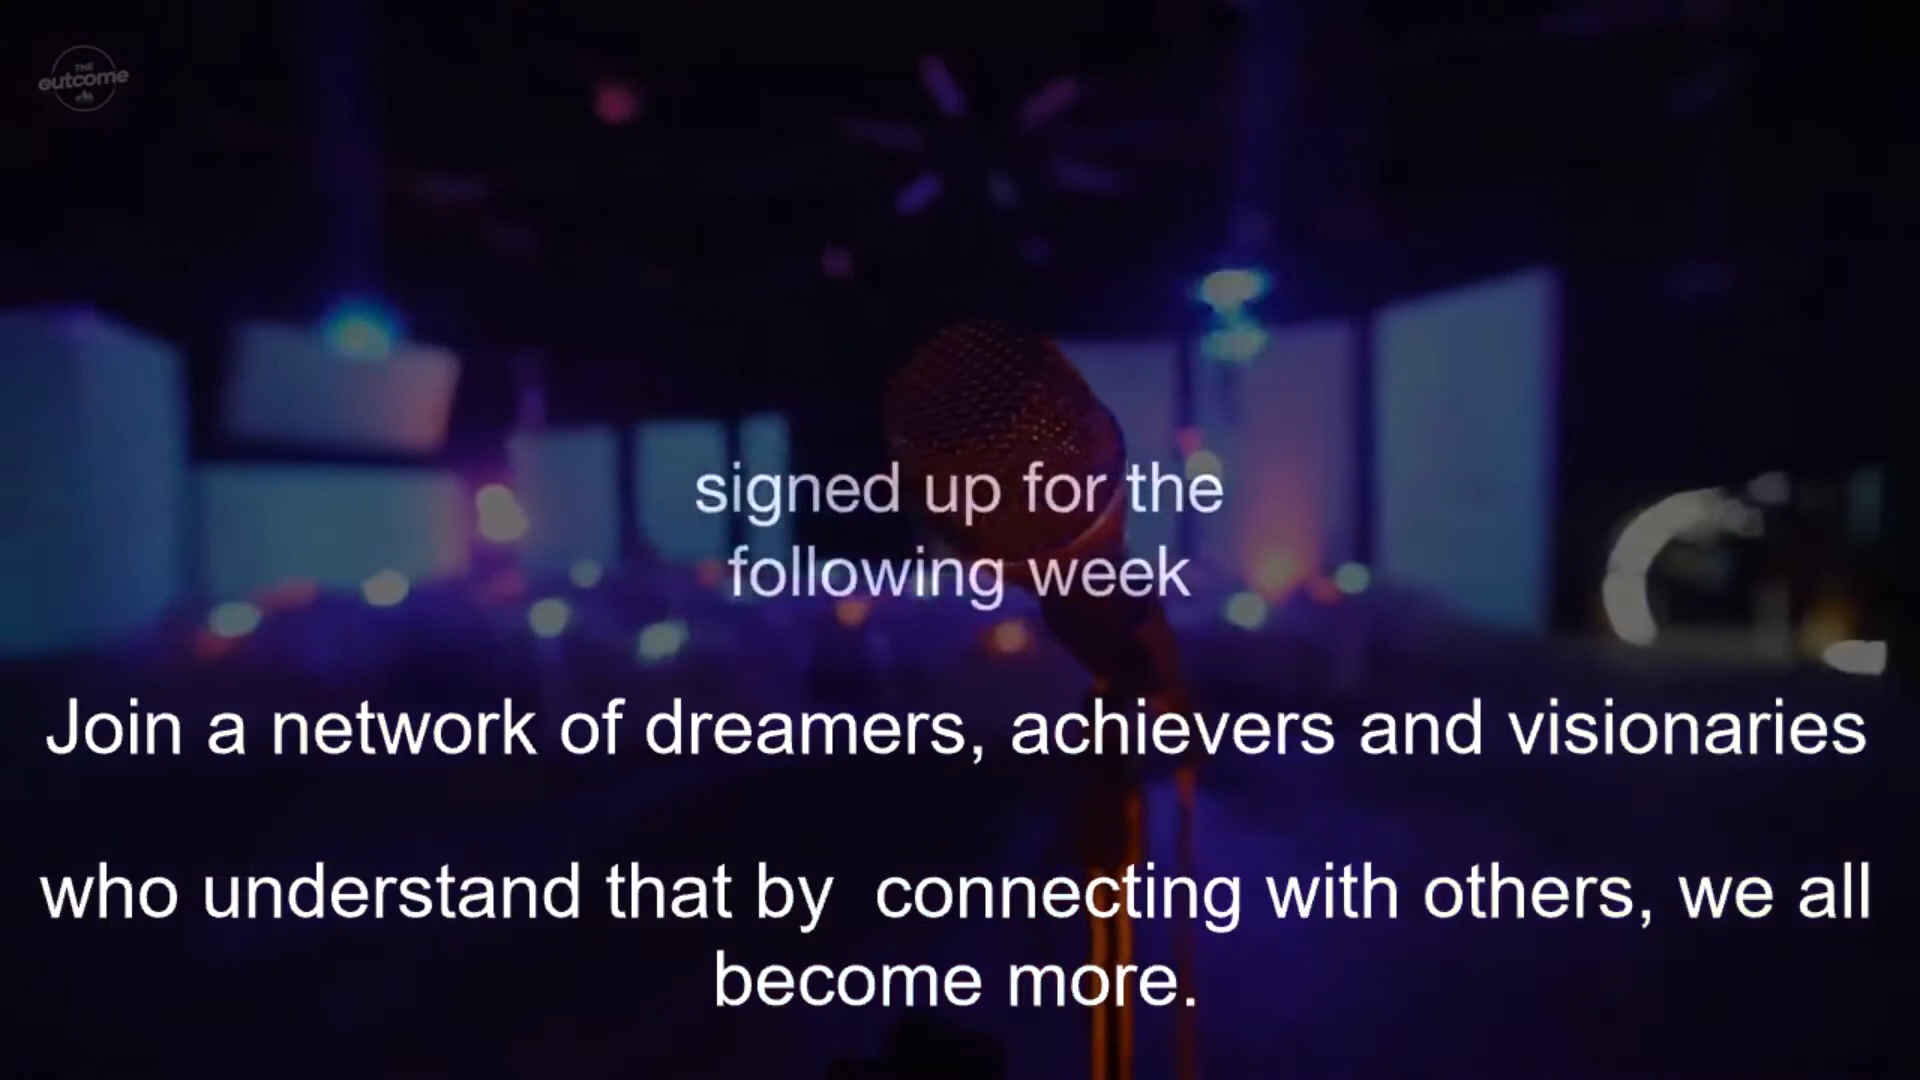 THE
outcome
signed up for the
following week
Join a network of dreamers, achievers and visionaries
who understand that by  connecting with others, we all
become more.